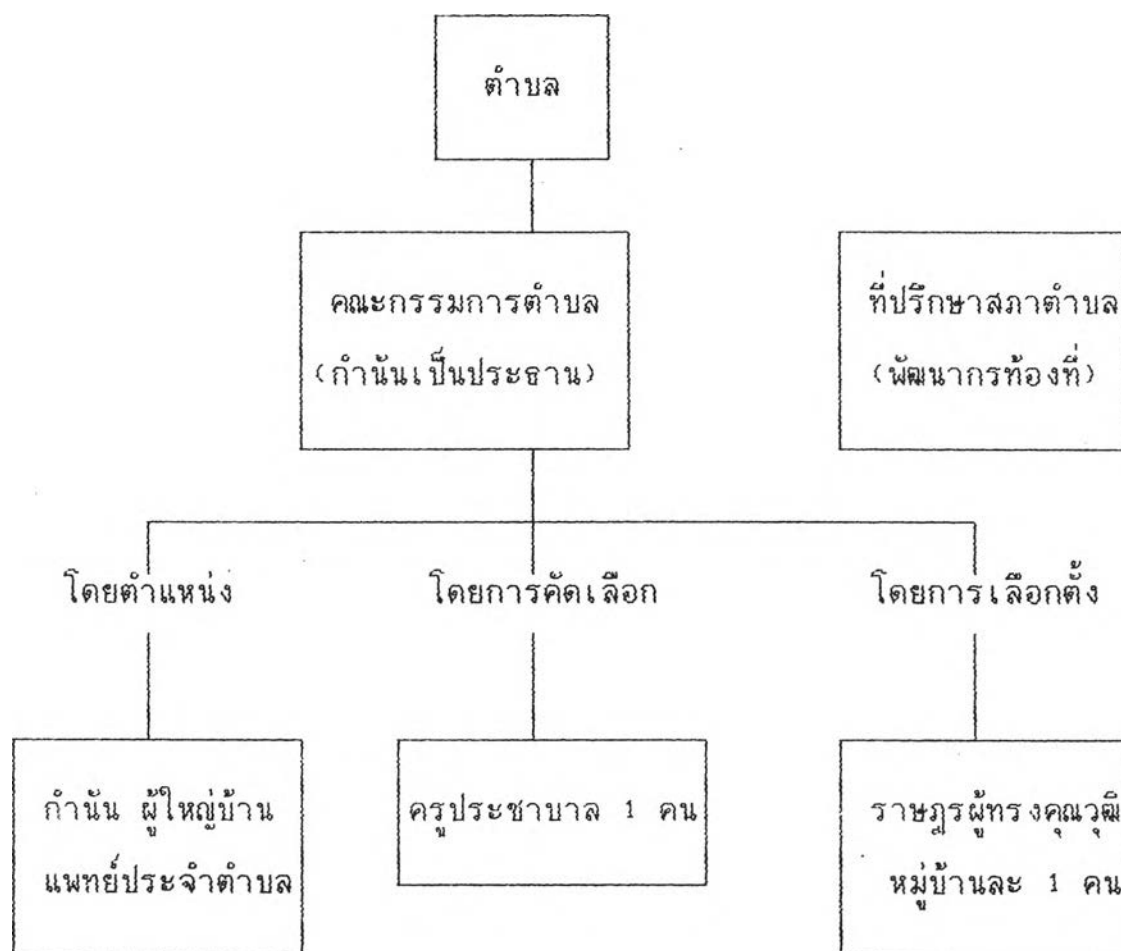 ตำบล
คณะกรรมการตำบล
(กำนันเป็นประธาน)
ที่ปรึกษาสภาตำบล
(พัฒนากรท้องที่)
โดยตำแหน่ง
โดยการคัดเลือก
โดยการเลือกตั้ง
กำนัน ผู้ใหญ่บ้าน
แพทย์ประจำตำบล
ครูประชาบาล 1 คน
ราษฎรผู้ทรงคุณวุฒิ
หมู่บ้านละ 1 คน